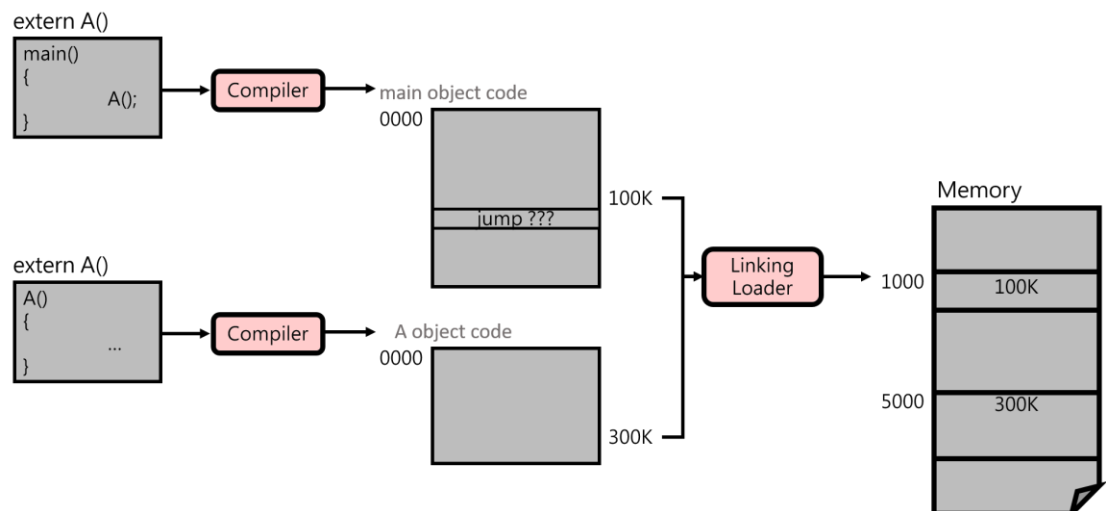 extern A()
main()
{
A();
}
Compiler
main object code
0000
jump ???
100K
extern A()
A()
{
...
}
Compiler
A object code
0000
300K
Linking
Loader
Memory
1000
100K
5000
300K